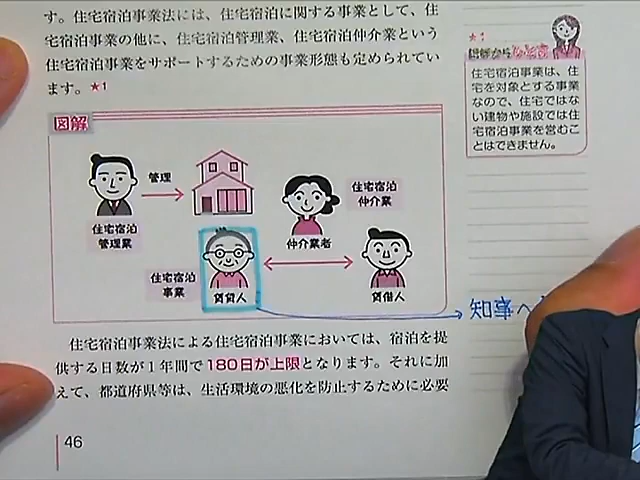 す。住宅宿泊事業法には、住宅宿泊に関する事業として、住
宅宿泊事業の他に、住宅宿泊管理業、住宅宿泊仲介業という
住宅宿泊事業をサポートするための事業形態も定められてい
ます。★1
図解
管理
住宅宿泊
管理業
住宅宿泊
仲介業
仲介業者
住宅宿泊
事業
賃貸人
賃借人
知事へ
住宅宿泊事業法による住宅宿泊事業においては、宿泊を提
供する日数が1年間で180日が上限となります。それに加
えて、都道府県等は、生活環境の悪化を防止するために必要
46
★1
講師から
住宅宿泊事業は、住
宅を対象とする事業
なので、住宅ではな
い建物や施設では住
宅宿泊事業を営むこ
とはできません。